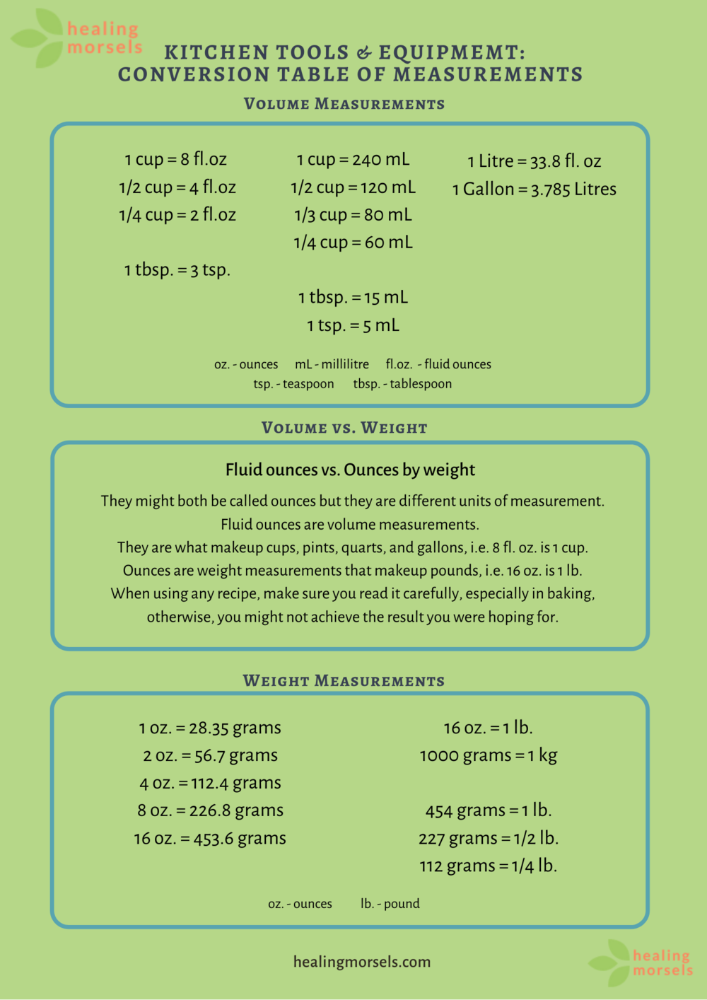 healing
morsels
KITCHEN TOOLS & EQUIPMEMT:
CONVERSION TABLE OF MEASUREMENTS
VOLUME MEASUREMENTS
1 cup = 8 fl.oz
1/2 cup = 4 fl.oz
1/4 cup = 2 fl.oz
1 tbsp. = 3 tsp.
1 cup = 240 mL
1/2 cup = 120 mL
1/3 cup = 80 mL
1/4 cup = 60 mL
1 tbsp. = 15 mL
1 tsp. = 5 mL
1 Litre = 33.8 fl. oz
1 Gallon = 3.785 Litres
oz. - ounces mL - millilitre fl.oz. - fluid ounces
tsp. - teaspoon tbsp. - tablespoon
VOLUME VS. WEIGHT
Fluid ounces vs. Ounces by weight
They might both be called ounces but they are different units of measurement.
Fluid ounces are volume measurements.
They are what makeup cups, pints, quarts, and gallons, i.e. 8 fl. oz. is 1 cup.
Ounces are weight measurements that makeup pounds, i.e. 16 oz. is 1 lb.
When using any recipe, make sure you read it carefully, especially in baking,
otherwise, you might not achieve the result you were hoping for.
WEIGHT MEASUREMENTS
1 oz. = 28.35 grams
2 oz. = 56.7 grams
4 oz. = 112.4 grams
8 oz. = 226.8 grams
16 oz. = 453.6 grams
16 oz. = 1 lb.
1000 grams = 1 kg
454 grams = 1 lb.
227 grams = 1/2 lb.
112 grams = 1/4 lb.
oz. - ounces lb. - pound
healingmorsels.com
healing
morsels